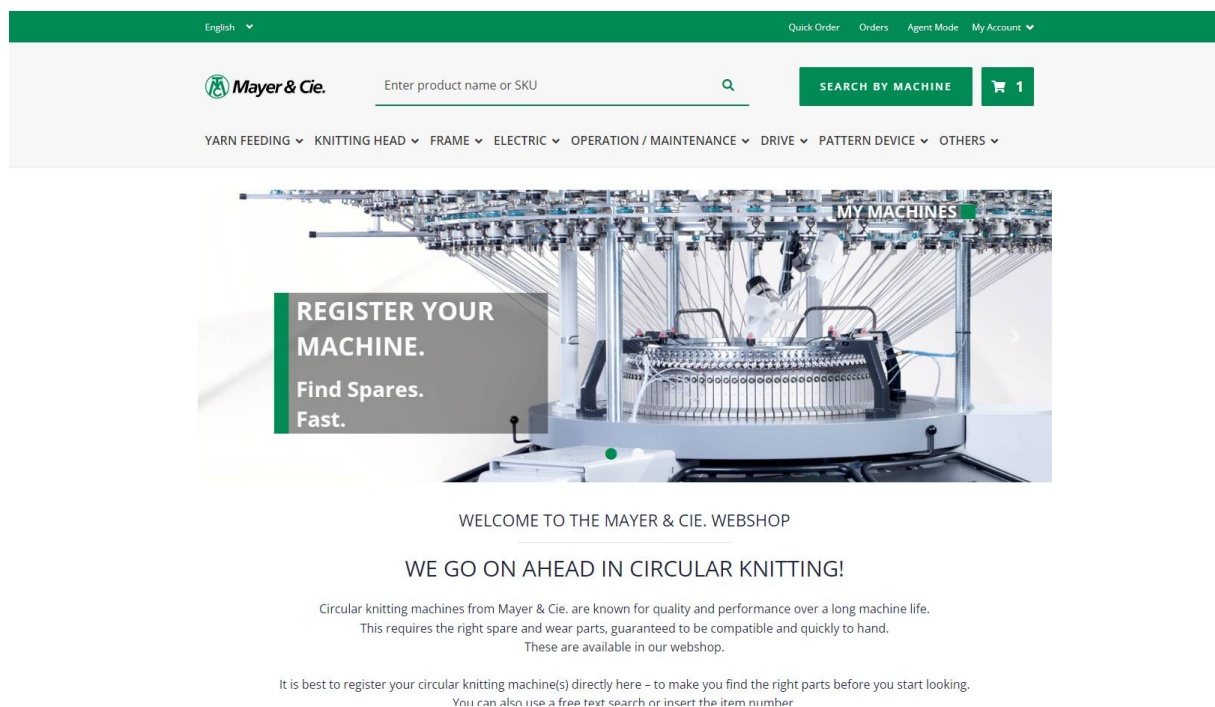 English
Quick Order Orders Agent Mode My Account
Mayer & Cie.
Enter product name or SKU
SEARCH BY MACHINE
1
YARN FEEDING KNITTING HEAD FRAME ELECTRIC OPERATION / MAINTENANCE DRIVE PATTERN DEVICE OTHERS
MY MACHINES
REGISTER YOUR
MACHINE.
Find Spares.
Fast.
WELCOME TO THE MAYER & CIE. WEBSHOP
WE GO ON AHEAD IN CIRCULAR KNITTING!
Circular knitting machines from Mayer & Cie. are known for quality and performance over a long machine life.
This requires the right spare and wear parts, guaranteed to be compatible and quickly to hand.
These are available in our webshop.
It is best to register your circular knitting machine(s) directly here – to make you find the right parts before you start looking.
You can also use a free text search or insert the item number